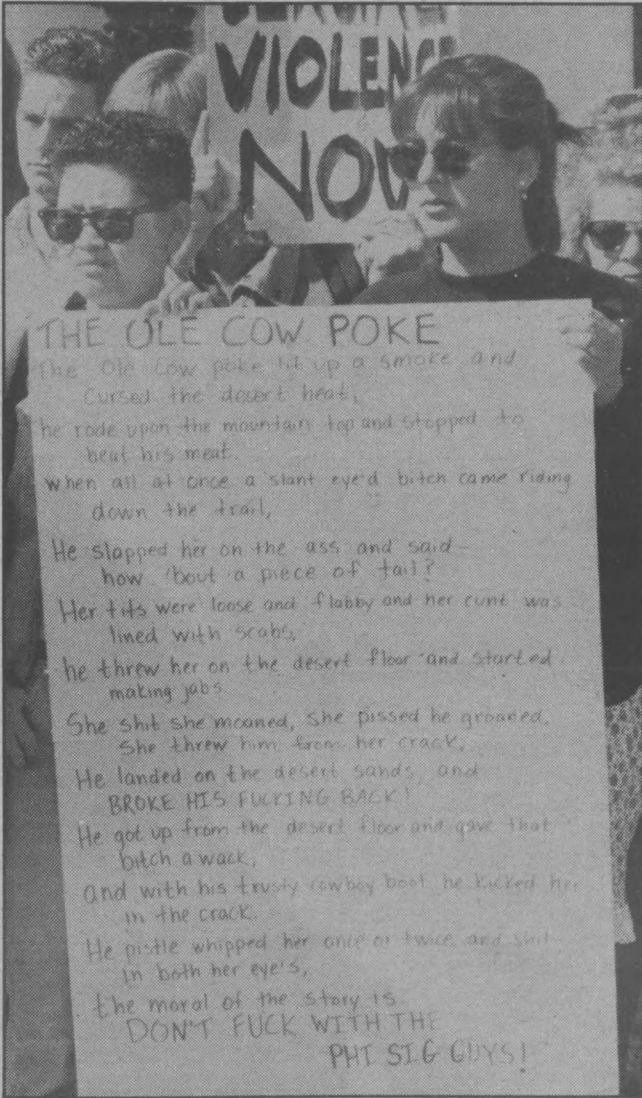 VIOLENCE
NOW
THE OLE COW POKE
The Ole Cow poke lit up a smoke and
Cursed the desert heat,
he rode upon the mountain top and stopped to
beat his meat.
when all at once a slant eye'd bitch came riding
down the trail,
He slapped her on the ass and said-
how 'bout a piece of tail?
Her tits were loose and flabby and her cunt was
lined with scabs,
he threw her on the desert floor and started
making jabs.
She shit she moaned, she pissed he groaned,
She threw him from her crack,
He landed on the desert sands, and
BROKE HIS FUCKING BACK!
He got up from the desert floor and gave that
bitch a wack,
and with his trusty cowboy boot he kicked her
in the crack.
He pistle whipped her once or twice and shit
in both her eye's,
the moral of the story is
DON'T FUCK WITH THE
PHI SIG GUYS!